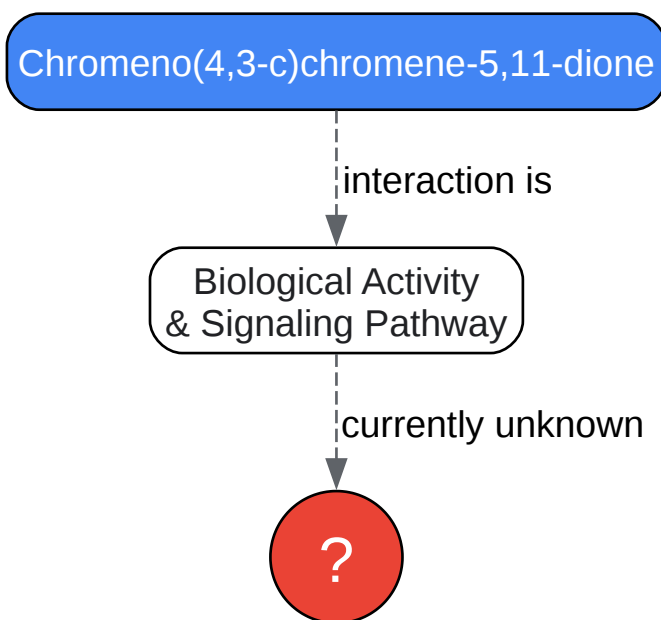 Chromeno(4,3-c)chromene-5,11-dione
interaction is
Biological Activity
& Signaling Pathway
currently unknown
?